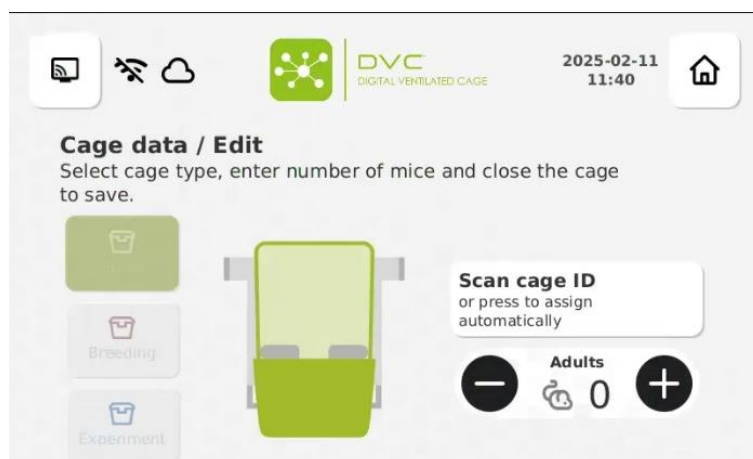 DVC
DIGITAL VENTILATED CAGE
2025-02-11
11:40
Cage data / Edit
Select cage type, enter number of mice and close the cage
to save.
Scan cage ID
or press to assign
automatically
Breeding
Adults
0
Experiment